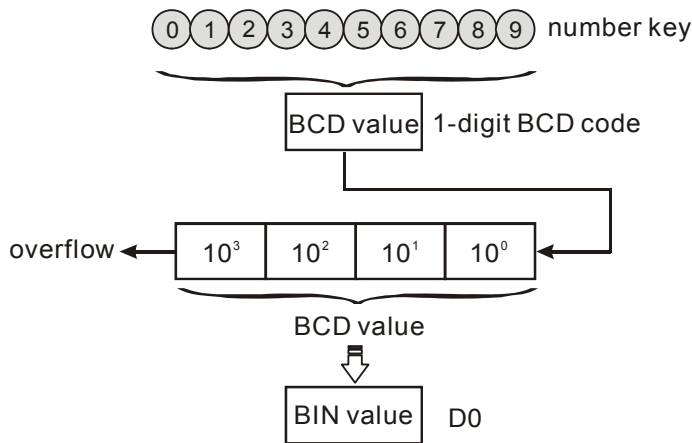 0 1 2 3 4 5 6 7 8 9 number key
BCD value 1-digit BCD code
overflow 10³ 10² 10¹ 10⁰
BCD value
BIN value D0